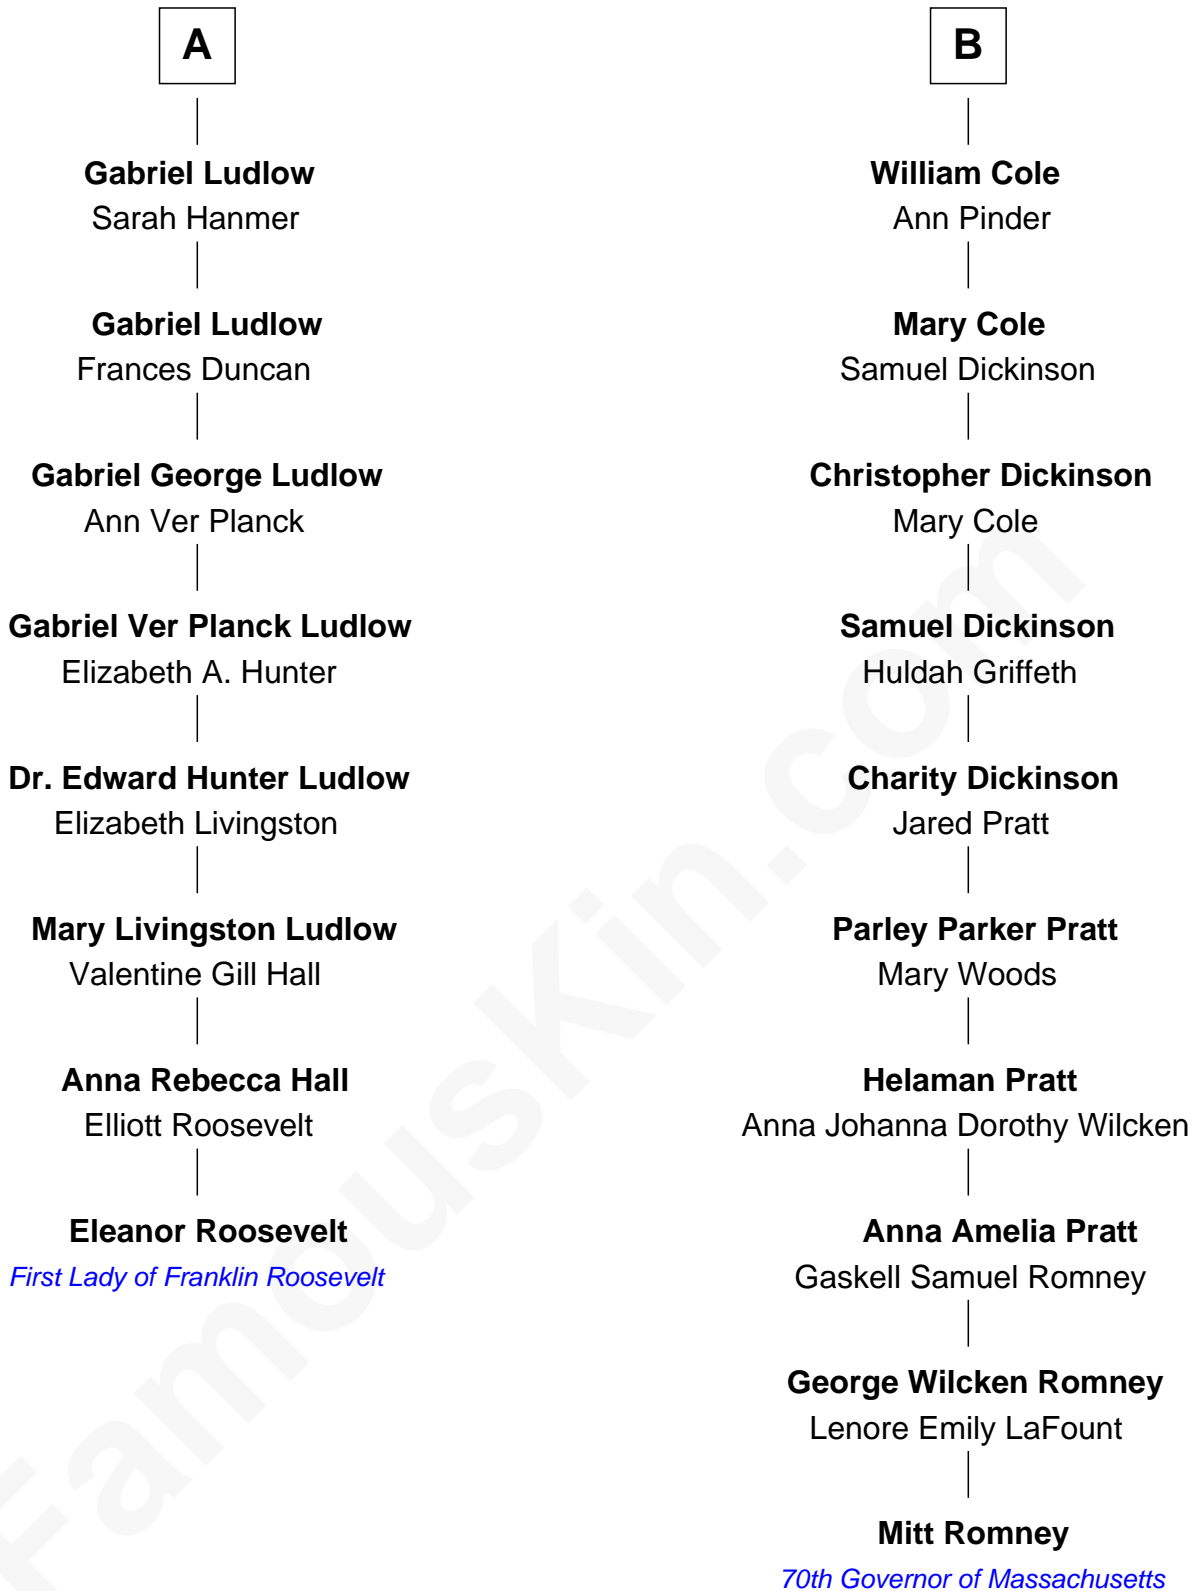 A
Gabriel Ludlow
Sarah Hanmer
Gabriel Ludlow
Frances Duncan
Gabriel George Ludlow
Ann Ver Planck
Gabriel Ver Planck Ludlow
Elizabeth A. Hunter
Dr. Edward Hunter Ludlow
Elizabeth Livingston
Mary Livingston Ludlow
Valentine Gill Hall
Anna Rebecca Hall
Elliott Roosevelt
Eleanor Roosevelt
First Lady of Franklin Roosevelt
B
William Cole
Ann Pinder
Mary Cole
Samuel Dickinson
Christopher Dickinson
Mary Cole
Samuel Dickinson
Huldah Griffeth
Charity Dickinson
Jared Pratt
Parley Parker Pratt
Mary Woods
Helaman Pratt
Anna Johanna Dorothy Wilcken
Anna Amelia Pratt
Gaskell Samuel Romney
George Wilcken Romney
Lenore Emily LaFount
Mitt Romney
70th Governor of Massachusetts
FamousKin.com